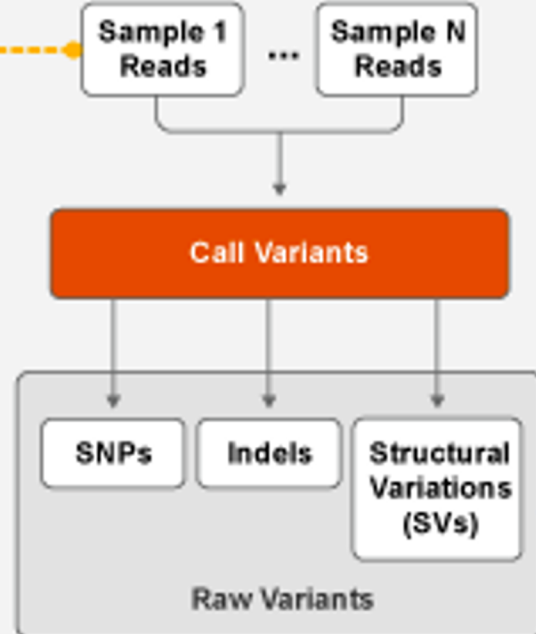 Sample 1
Reads
...
Sample N
Reads
Call Variants
SNPs
Indels
Structural
Variations
(SVs)
Raw Variants